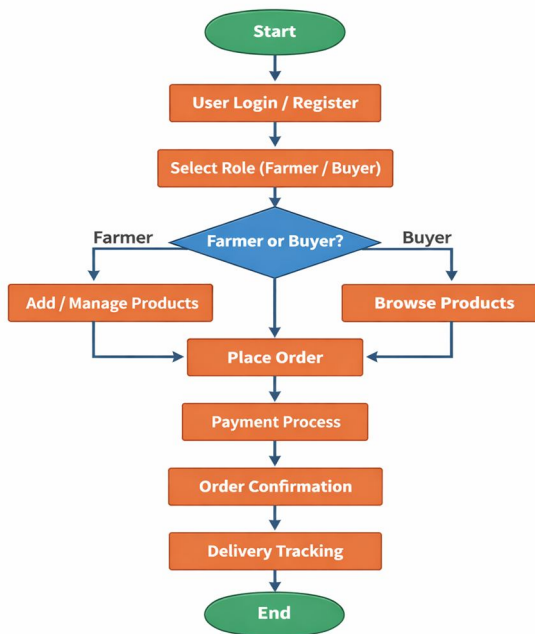 Start
User Login / Register
Select Role (Farmer / Buyer)
Farmer or Buyer?
Farmer
Buyer
Add / Manage Products
Browse Products
Place Order
Payment Process
Order Confirmation
Delivery Tracking
End